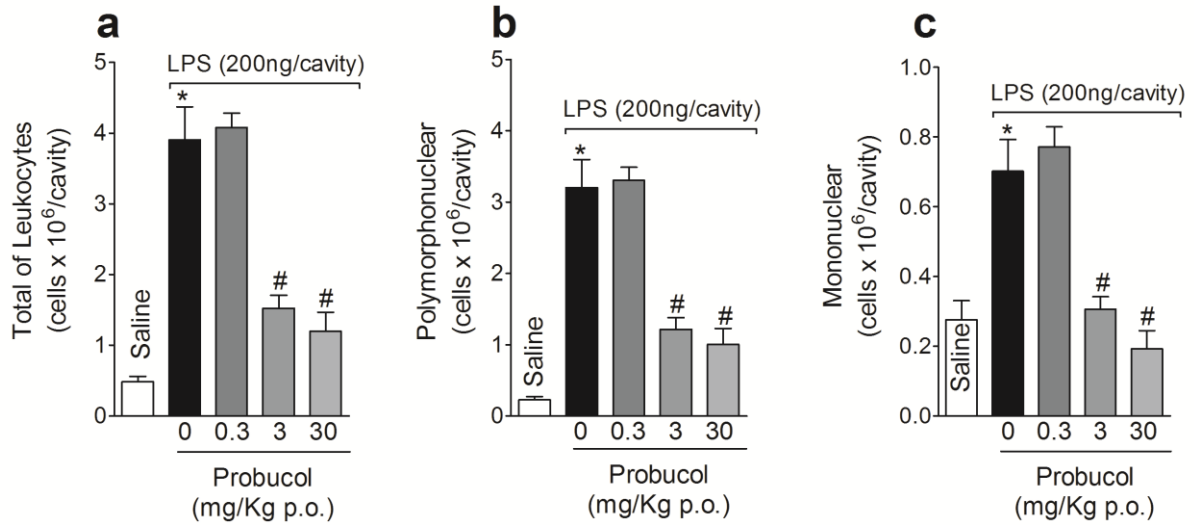 a
Total of Leukocytes
(cells x 10⁶/cavity)
5
4
3
2
1
0
LPS (200ng/cavity)
*
#
#
Saline
0 0.3 3 30
Probucol
(mg/Kg p.o.)
b
Polymorphonuclear
(cells x 10⁶/cavity)
5
4
3
2
1
0
LPS (200ng/cavity)
*
#
#
Saline
0 0.3 3 30
Probucol
(mg/Kg p.o.)
c
Mononuclear
(cells x 10⁶/cavity)
1.0
0.8
0.6
0.4
0.2
0.0
LPS (200ng/cavity)
*
#
#
Saline
0 0.3 3 30
Probucol
(mg/Kg p.o.)